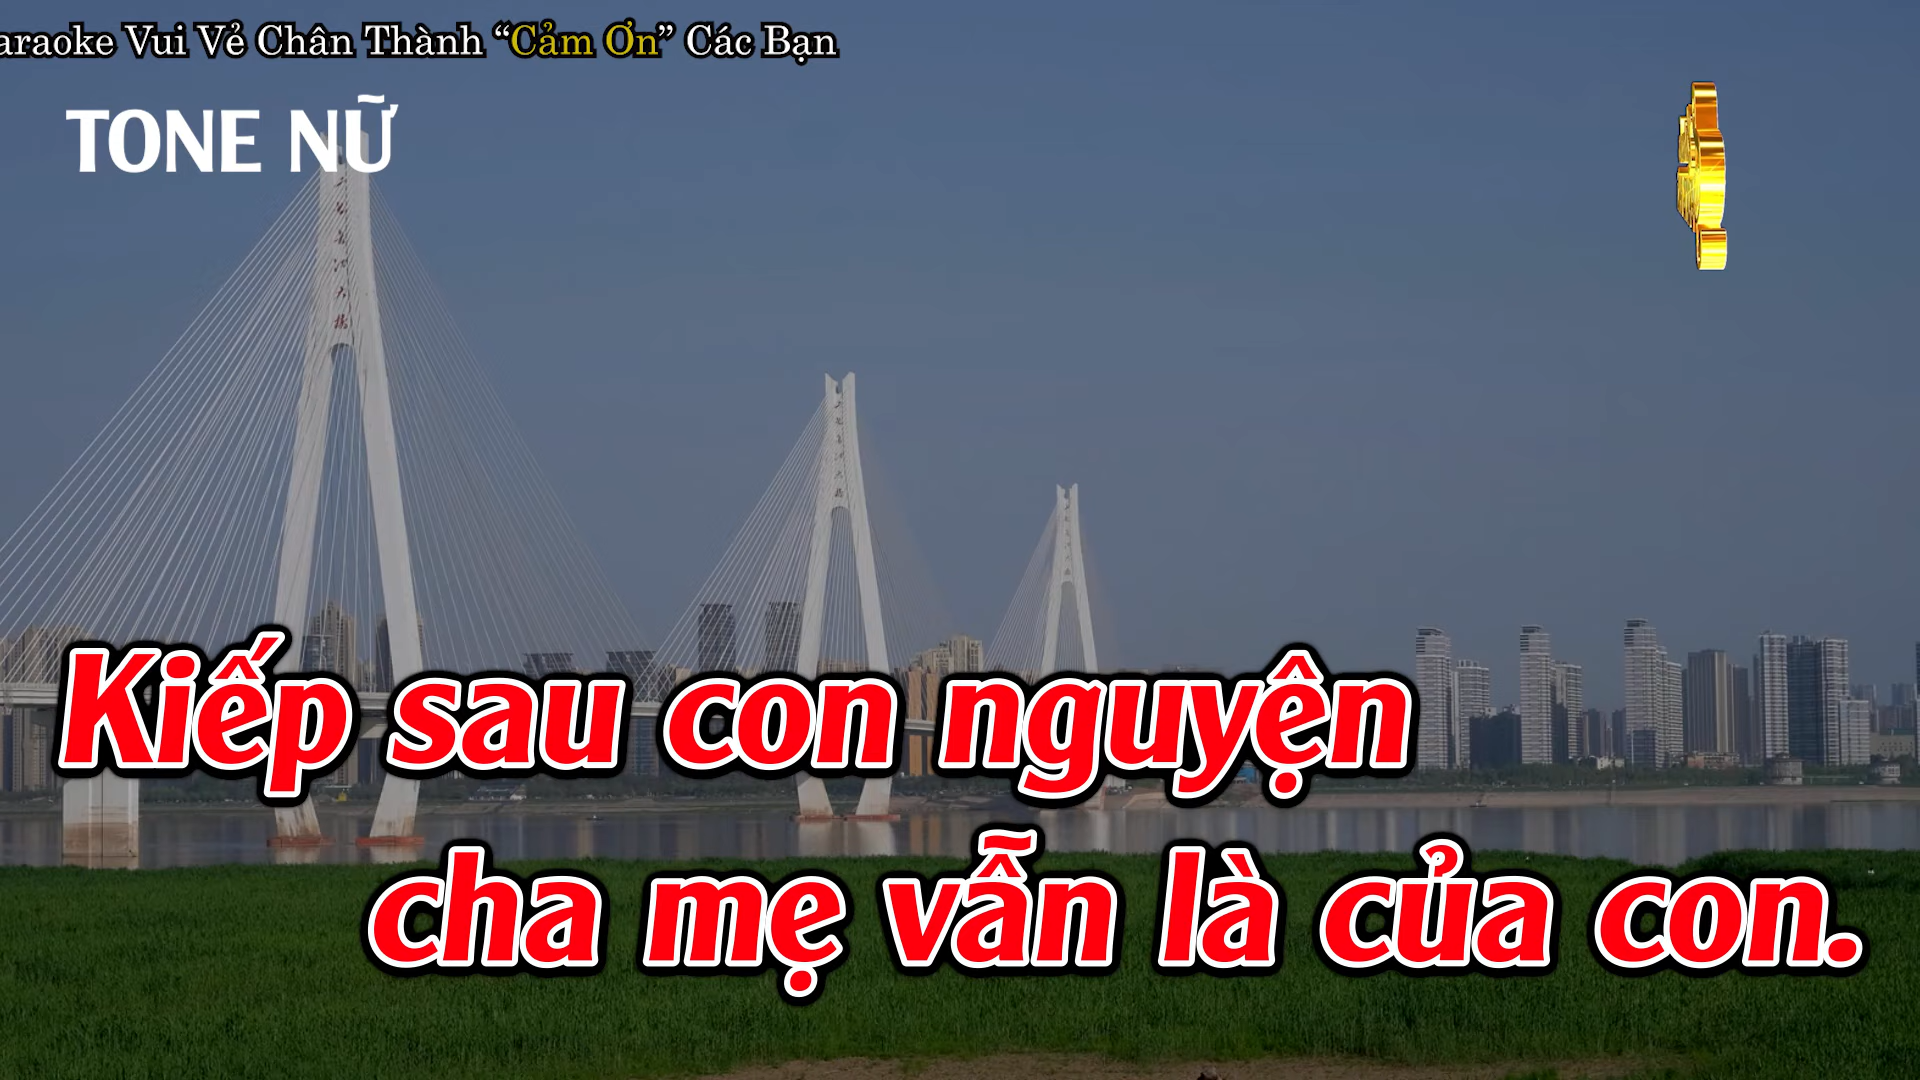 Vui Vẻ Chân Thành “Cảm Ơn” Các Bạn
TONE NỮ
Kiếp sau con nguyện
cha mẹ vẫn là của con.